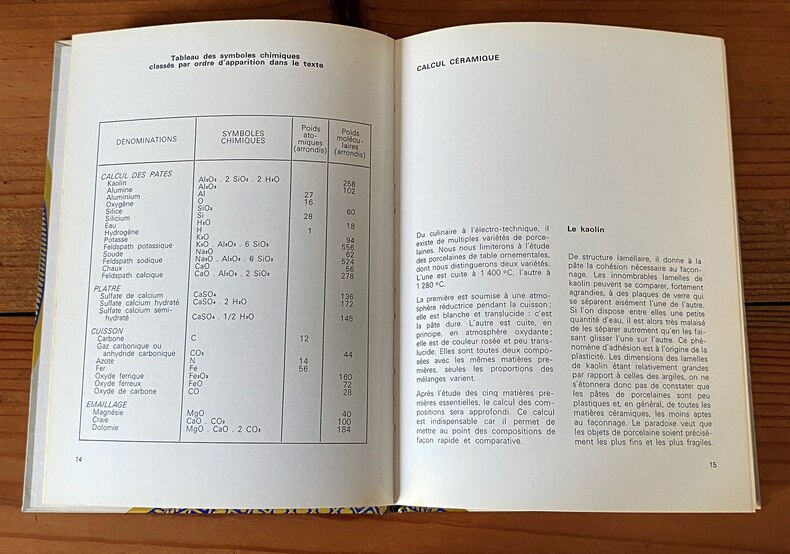 Tableau des symboles chimiques
classés par ordre d'apparition dans le texte
DÉNOMINATIONS SYMBOLES CHIMIQUES Poids ato-miques (arrondis) Poids molécu-laires (arrondis)
CALCUL DES PATES
Kaolin Al₂O₃ . 2 SiO₂ . 2 H₂O 258
Alumine Al₂O₃ 102
Aluminium Al 27
Oxygène O 16
Silice SiO₂ 60
Silicium Si 28
Eau H₂O 18
Hydrogène H 1
Potasse K₂O 94
Feldspath potassique K₂O . Al₂O₃ . 6 SiO₂ 556
Soude Na₂O 62
Feldspath sodique Na₂O . Al₂O₃ . 6 SiO₂ 524
Chaux CaO 56
Feldspath calcique CaO . Al₂O₃ . 2 SiO₂ 278
PLATRE
Sulfate de calcium CaSO₄ 136
Sulfate calcium hydraté CaSO₄ . 2 H₂O 172
Sulfate calcium semi-
hydraté CaSO₄ . 1/2 H₂O 145
CUISSON
Carbone C 12
Gaz carbonique ou
anhydride carbonique CO₂ 44
Azote N 14
Fer Fe 56
Oxyde ferrique Fe₂O₃ 160
Oxyde ferreux FeO 72
Oxyde de carbone CO 28
EMAILLAGE
Magnésie MgO 40
Craie CaO . CO₂ 100
Dolomie MgO . CaO . 2 CO₂ 184
14
CALCUL CÉRAMIQUE
Du culinaire à l'électro-technique, il
existe de multiples variétés de porce-
laines. Nous nous limiterons à l'étude
des porcelaines de table ornementales,
dont nous distinguerons deux variétés.
L'une est cuite à 1 400 ºC, l'autre à
1 280 ºC.
La première est soumise à une atmo-
sphère réductrice pendant la cuisson ;
elle est blanche et translucide : c'est
la pâte dure. L'autre est cuite, en
principe, en atmosphère oxydante ;
elle est de couleur rosée et peu trans-
lucide. Elles sont toutes deux compo-
sées avec les mêmes matières pre-
mières, seules les proportions des
mélanges varient.
Après l'étude des cinq matières pre-
mières essentielles, le calcul des com-
positions sera approfondi. Ce calcul
est indispensable car il permet de
mettre au point des compositions de
façon rapide et comparative.
Le kaolin
De structure lamellaire, il donne à la
pâte la cohésion nécessaire au façon-
nage. Les innombrables lamelles de
kaolin peuvent se comparer, fortement
agrandies, à des plaques de verre qui
se séparent aisément l'une de l'autre.
Si l'on dispose entre elles une petite
quantité d'eau, il est alors très malaisé
de les séparer autrement qu'en les fai-
sant glisser l'une sur l'autre. Ce phé-
nomène d'adhésion est à l'origine de la
plasticité. Les dimensions des lamelles
de kaolin étant relativement grandes
par rapport à celles des argiles, on ne
s'étonnera donc pas de constater que
les pâtes de porcelaines sont peu
plastiques et, en général, de toutes les
matières céramiques, les moins aptes
au façonnage. Le paradoxe veut que
les objets de porcelaine soient précisé-
ment les plus fins et les plus fragiles.
15